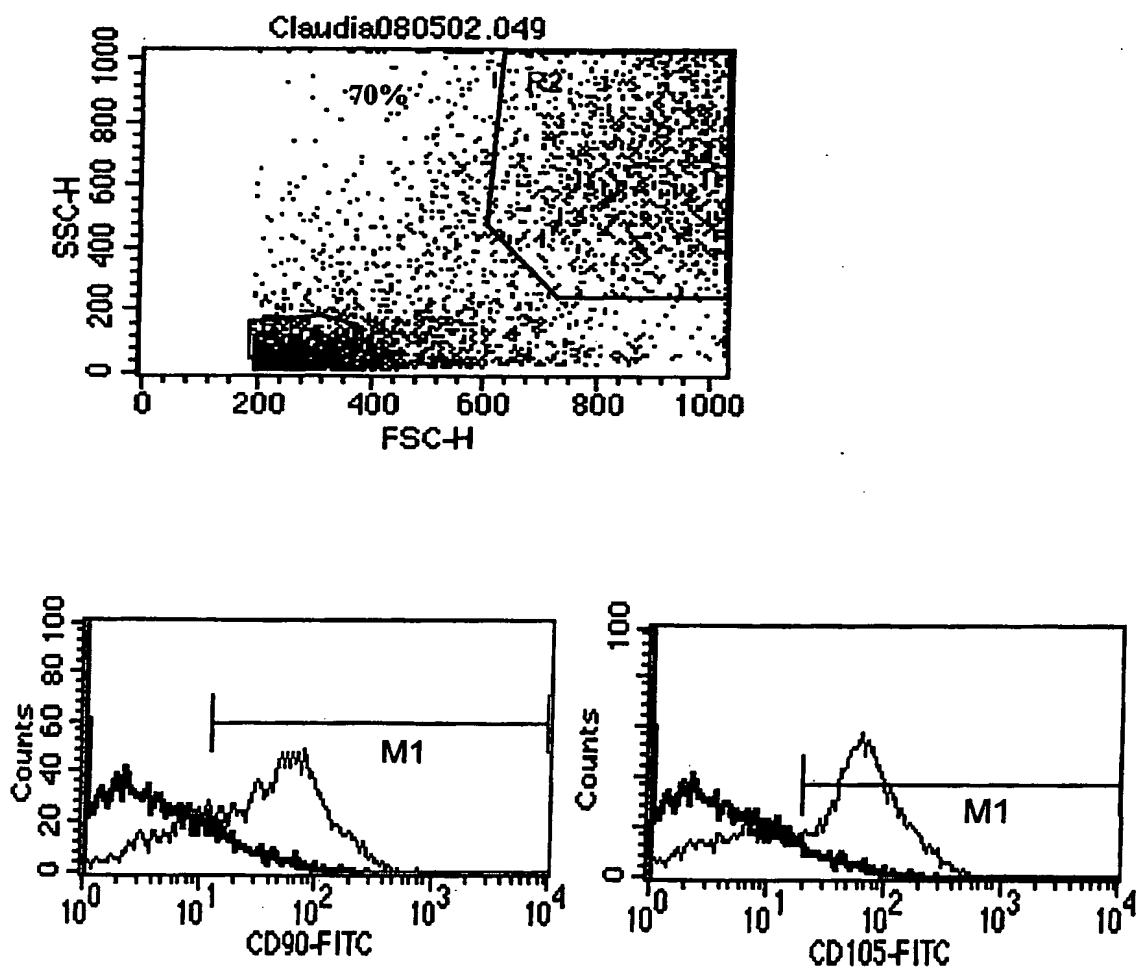 Claudia080502.049
1000
800
600
400
200
0
SSC-H
70%
R2
0 200 400 600 800 1000
FSC-H
100
80
60
40
20
0
Counts
M1
10^0 10^1 10^2 10^3 10^4
CD90-FITC
100
0
Counts
M1
10^0 10^1 10^2 10^3 10^4
CD105-FITC